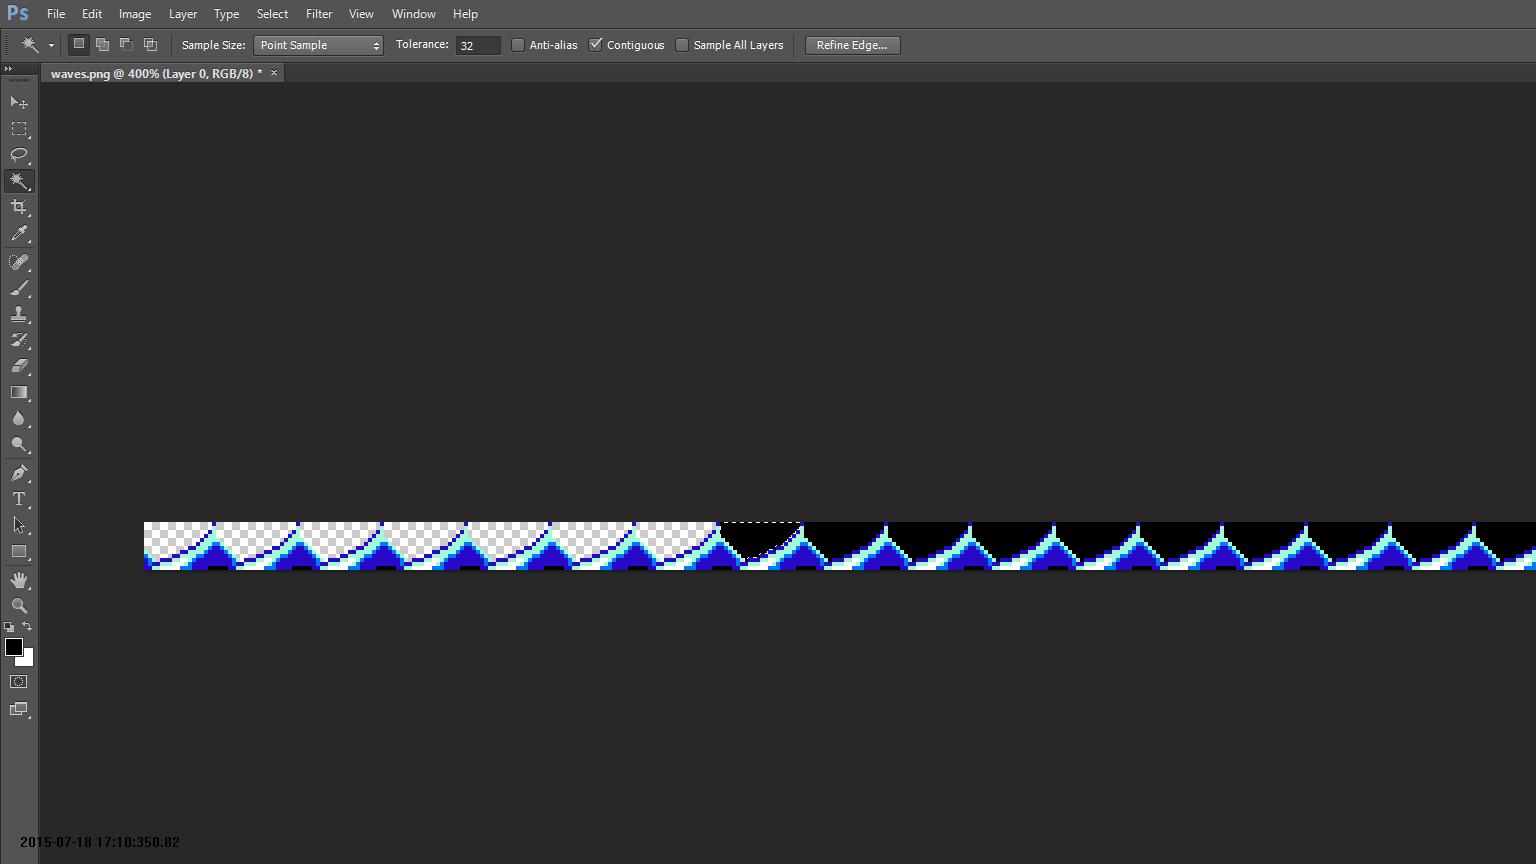 Ps File Edit Image Layer Type Select Filter View Window Help
Sample Size: Point Sample Tolerance: 32 Anti-alias Contiguous Sample All Layers Refine Edge...
waves.png @ 400% (Layer 0, RGB/8) * ×
T
2015-07-18 17:10:350.82